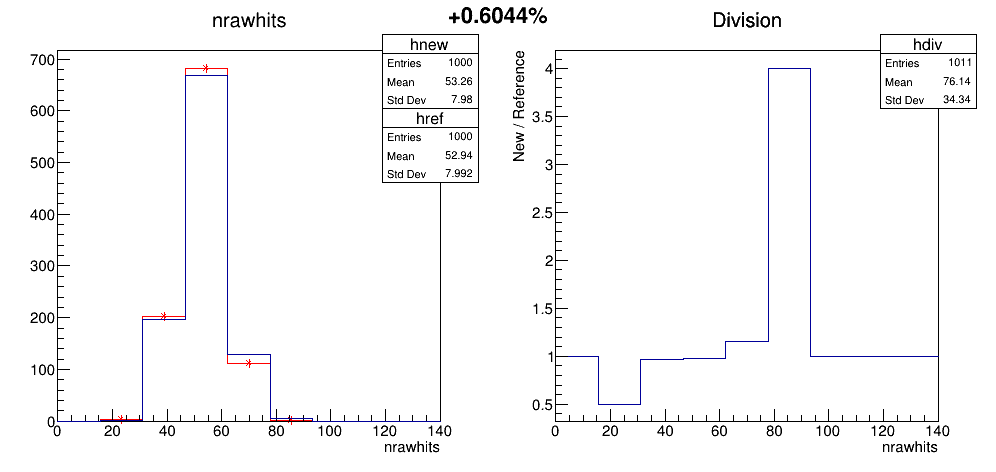 +0.6044%
nrawhits
hnew
Entries 1000
Mean 53.26
Std Dev 7.98
href
Entries 1000
Mean 52.94
Std Dev 7.992
700
600
500
400
300
200
100
0
0 20 40 60 80 100 120 140
nrawhits
Division
hdiv
Entries 1011
Mean 76.14
Std Dev 34.34
New / Reference
4
3.5
3
2.5
2
1.5
1
0.5
0 20 40 60 80 100 120 140
nrawhits